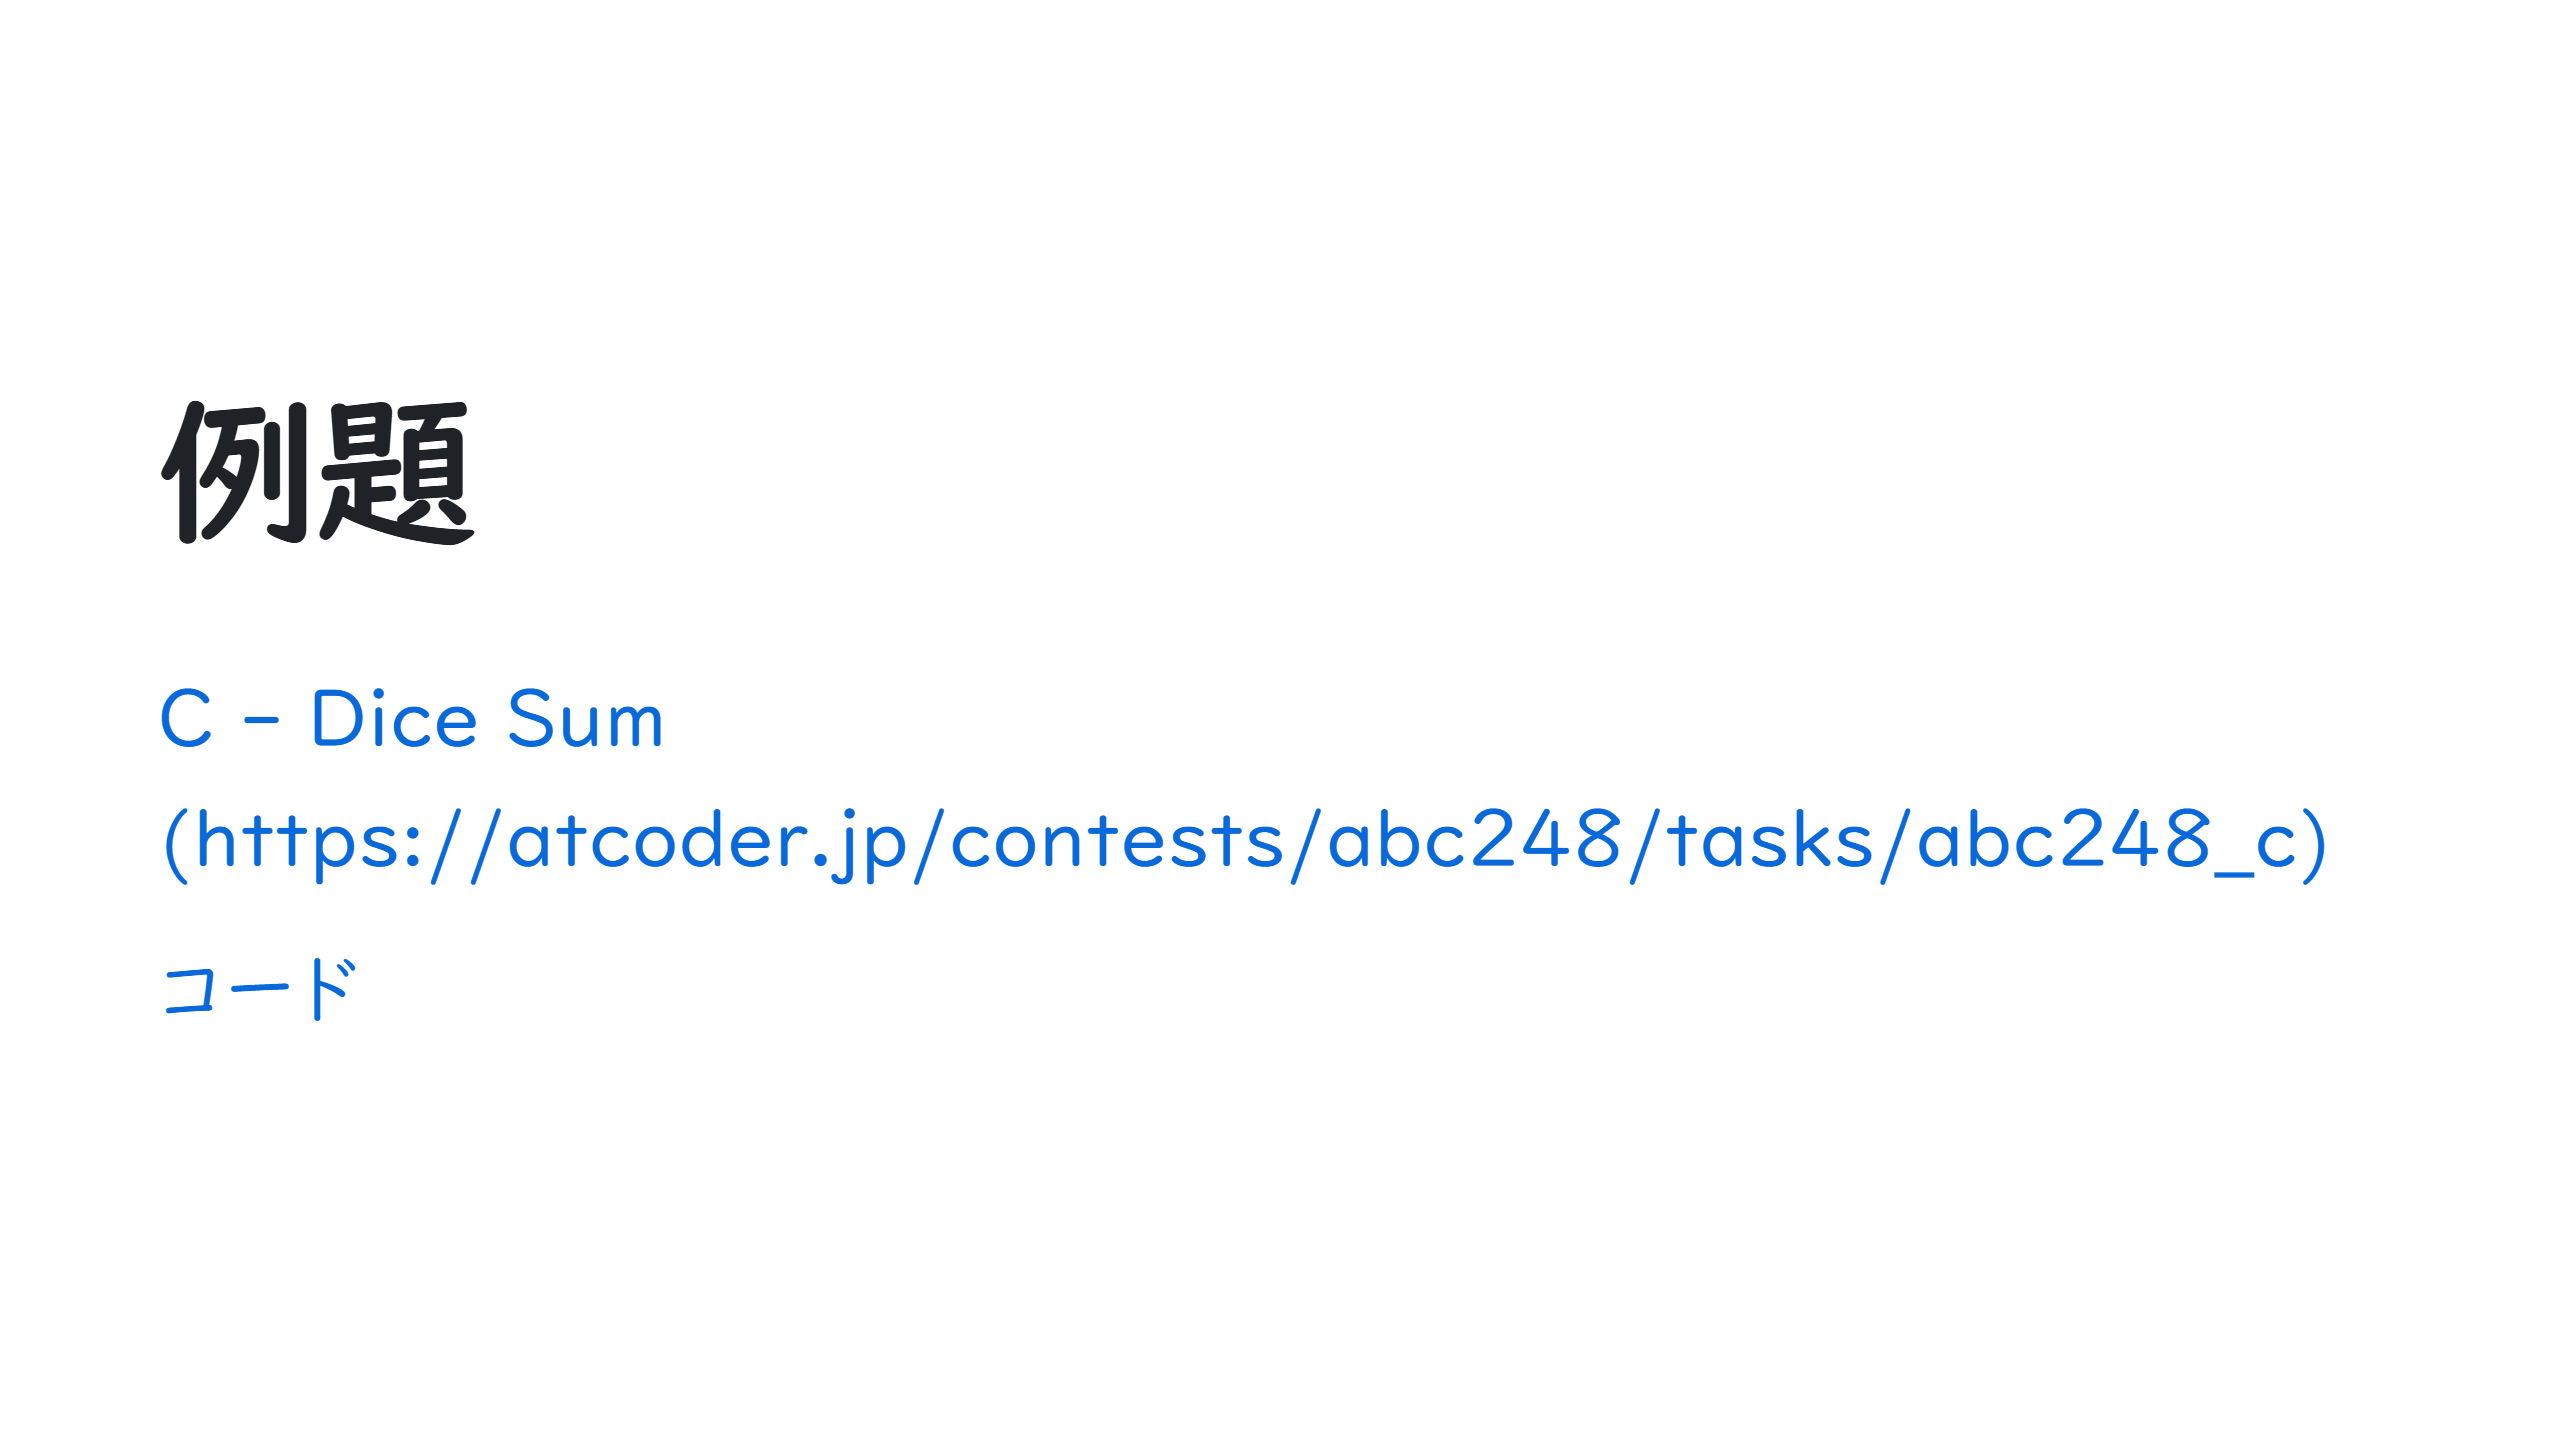 例題
C - Dice Sum
(https://atcoder.jp/contests/abc248/tasks/abc248_c)
コード